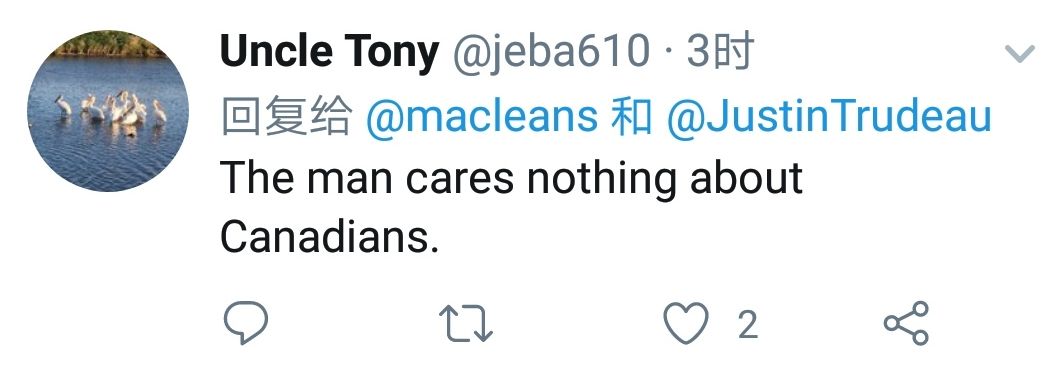 Uncle Tony @jeba610 · 3时
回复给 @macleans 和 @JustinTrudeau
The man cares nothing about
Canadians.
2